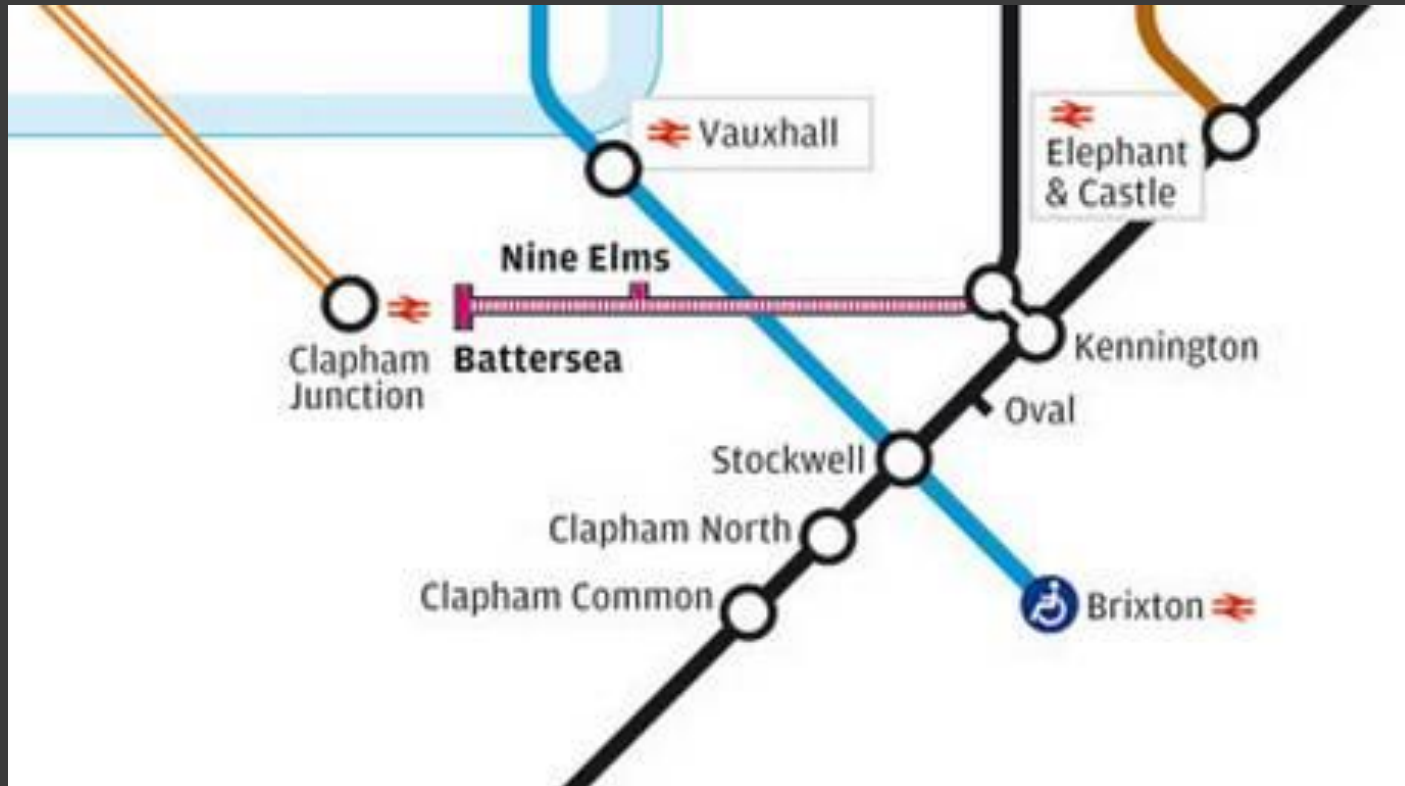 Vauxhall
Elephant
& Castle
Nine Elms
Clapham
Junction
Battersea
Kennington
Oval
Stockwell
Clapham North
Clapham Common
Brixton